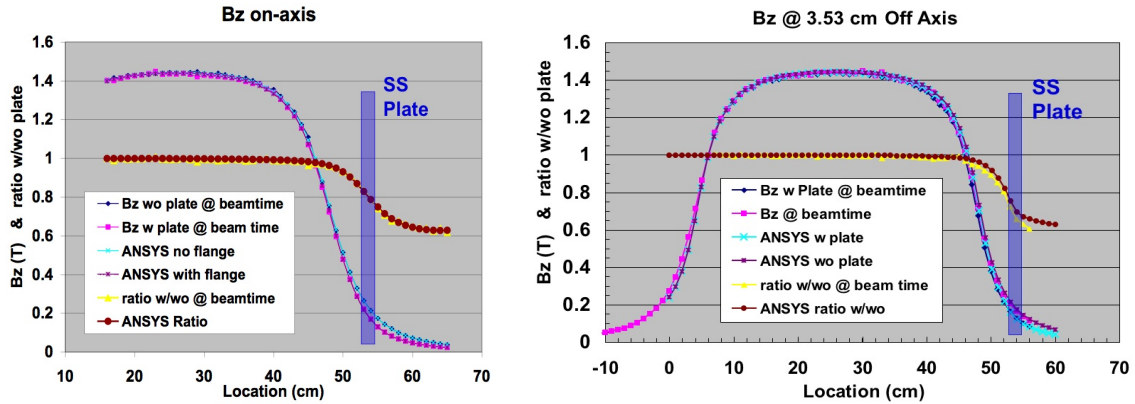 Bz on-axis
Bz (T)  &  ratio w/wo plate
1.6
1.4
1.2
1
0.8
0.6
0.4
0.2
0
SS
Plate
Bz wo plate @ beamtime
Bz w plate @ beam time
ANSYS no flange
ANSYS with flange
ratio w/wo @ beamtime
ANSYS Ratio
10 20 30 40 50 60 70
Location (cm)
Bz @ 3.53 cm Off Axis
Bz (T)  &  ratio w/wo plate
1.6
1.4
1.2
1
0.8
0.6
0.4
0.2
0
SS
Plate
Bz w Plate @ beamtime
Bz @ beamtime
ANSYS w plate
ANSYS wo plate
ratio w/wo @ beam time
ANSYS ratio w/wo
-10 0 10 20 30 40 50 60 70
Location (cm)